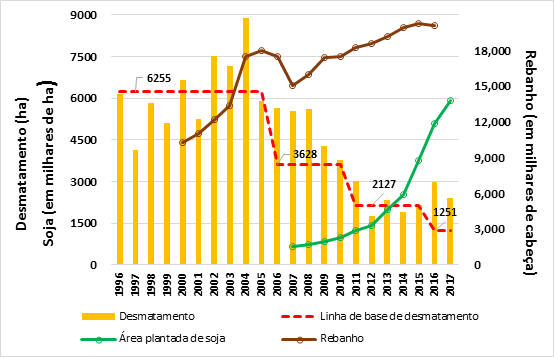 Desmatamento (ha)
Soja (em milhares de ha)
9000
7500
6000
4500
3000
1500
0
6255
3628
2127
1251
18,000
15,000
12,000
9,000
6,000
3,000
0
Rebanho (em milhares de cabeça)
1996 1997 1998 1999 2000 2001 2002 2003 2004 2005 2006 2007 2008 2009 2010 2011 2012 2013 2014 2015 2016 2017
Desmatamento
Linha de base de desmatamento
Área plantada de soja
Rebanho